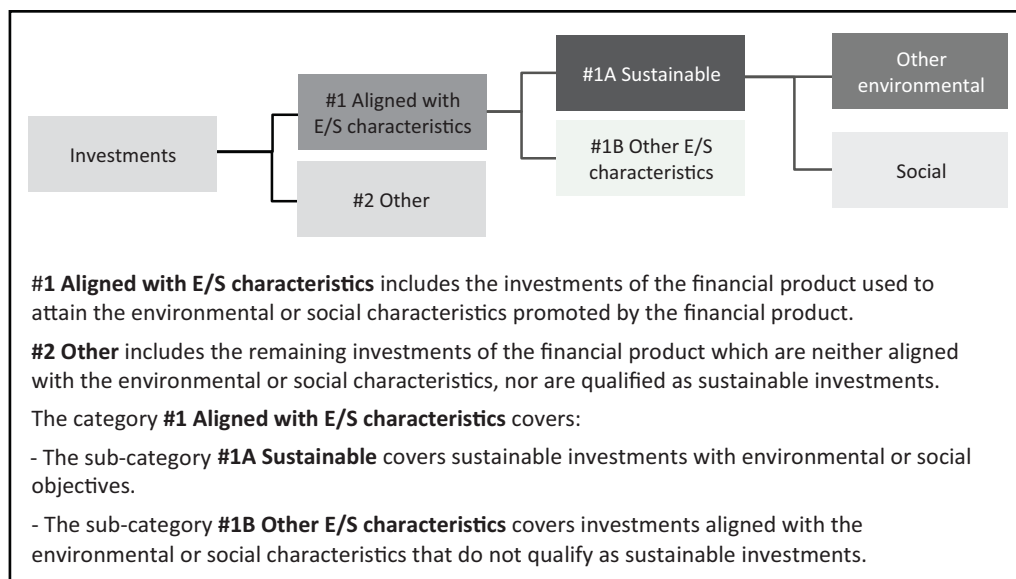 Investments
#1 Aligned with
E/S characteristics
#2 Other
#1A Sustainable
#1B Other E/S
characteristics
Other
environmental
Social
#1 Aligned with E/S characteristics includes the investments of the financial product used to
attain the environmental or social characteristics promoted by the financial product.
#2 Other includes the remaining investments of the financial product which are neither aligned
with the environmental or social characteristics, nor are qualified as sustainable investments.
The category #1 Aligned with E/S characteristics covers:
- The sub-category #1A Sustainable covers sustainable investments with environmental or social
objectives.
- The sub-category #1B Other E/S characteristics covers investments aligned with the
environmental or social characteristics that do not qualify as sustainable investments.